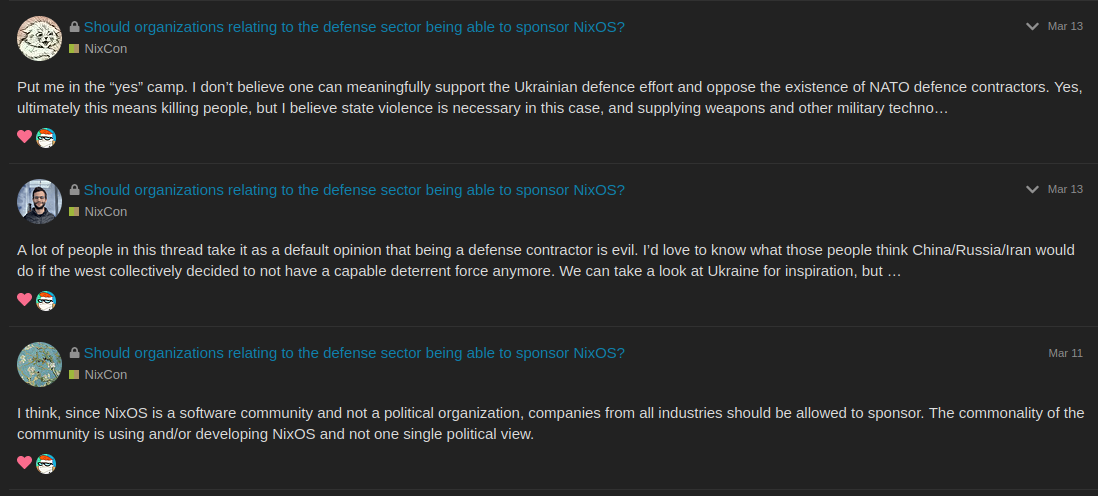 Should organizations relating to the defense sector being able to sponsor NixOS?
Mar 13
NixCon
Put me in the “yes” camp. I don’t believe one can meaningfully support the Ukrainian defence effort and oppose the existence of NATO defence contractors. Yes,
ultimately this means killing people, but I believe state violence is necessary in this case, and supplying weapons and other military techno…
Should organizations relating to the defense sector being able to sponsor NixOS?
Mar 13
NixCon
A lot of people in this thread take it as a default opinion that being a defense contractor is evil. I’d love to know what those people think China/Russia/Iran would
do if the west collectively decided to not have a capable deterrent force anymore. We can take a look at Ukraine for inspiration, but …
Should organizations relating to the defense sector being able to sponsor NixOS?
Mar 11
NixCon
I think, since NixOS is a software community and not a political organization, companies from all industries should be allowed to sponsor. The commonality of the
community is using and/or developing NixOS and not one single political view.